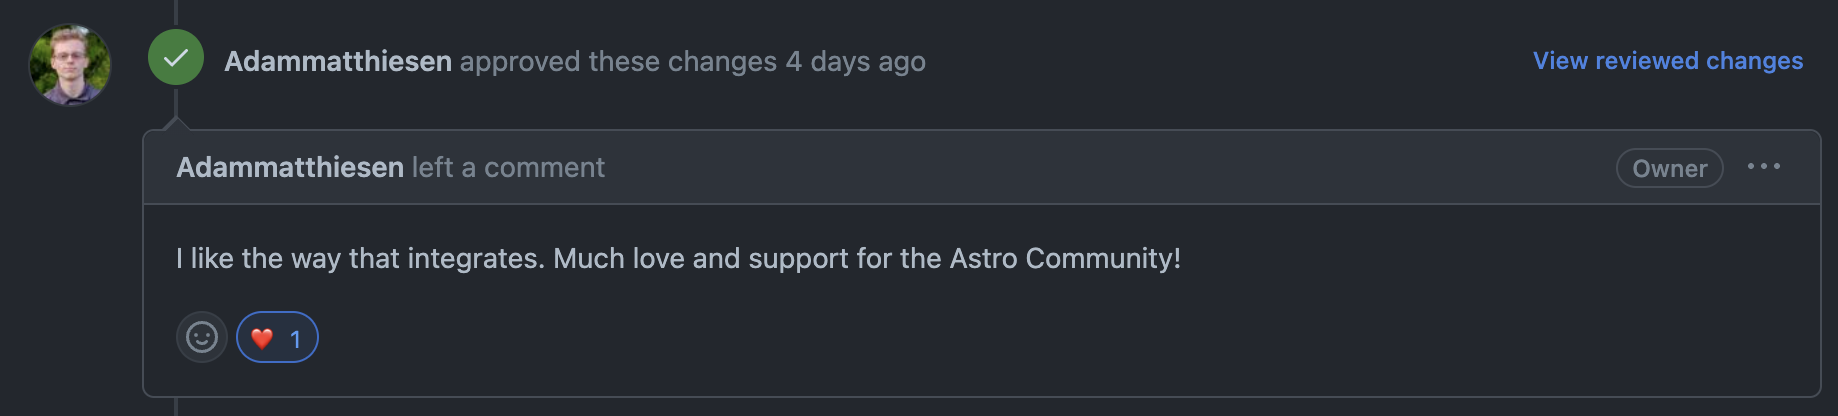 Adammatthiesen approved these changes 4 days ago
View reviewed changes
Adammatthiesen left a comment
Owner
I like the way that integrates. Much love and support for the Astro Community!
1